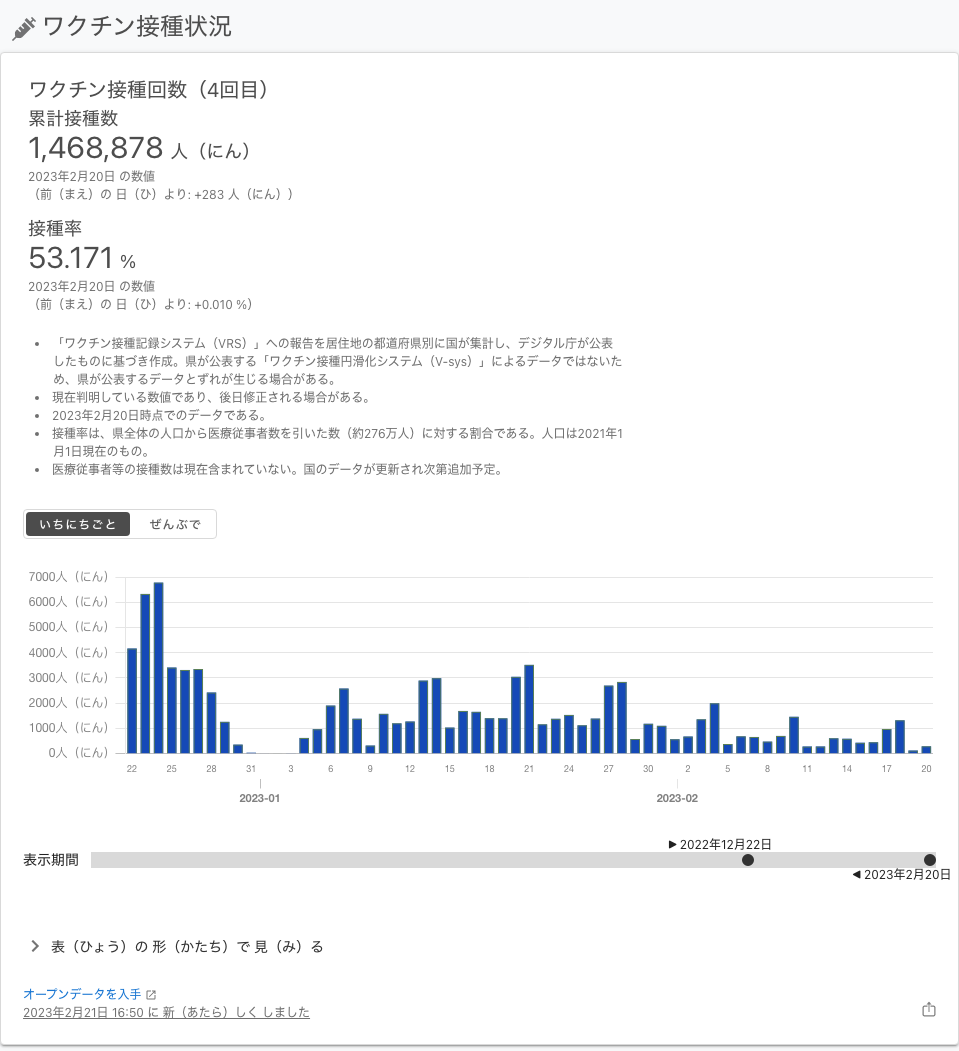 ワクチン接種状況
ワクチン接種回数（4回目）
累計接種数
1,468,878 人（にん）
2023年2月20日 の数値
（前（まえ）の 日（ひ）より: +283 人（にん））
接種率
53.171 %
2023年2月20日 の数値
（前（まえ）の 日（ひ）より: +0.010 %）
• 「ワクチン接種記録システム（VRS）」への報告を居住地の都道府県別に国が集計し、デジタル庁が公表
したものに基づき作成。県が公表する「ワクチン接種円滑化システム（V-sys）」によるデータではないた
め、県が公表するデータとずれが生じる場合がある。
• 現在判明している数値であり、後日修正される場合がある。
• 2023年2月20日時点でのデータである。
• 接種率は、県全体の人口から医療従事者数を引いた数（約276万人）に対する割合である。人口は2021年1
月1日現在のもの。
• 医療従事者等の接種数は現在含まれていない。国のデータが更新され次第追加予定。
いちにちごと ぜんぶで
7000人（にん）
6000人（にん）
5000人（にん）
4000人（にん）
3000人（にん）
2000人（にん）
1000人（にん）
0人（にん）
22 25 28 31 3 6 9 12 15 18 21 24 27 30 2 5 8 11 14 17 20
2023-01 2023-02
▶ 2022年12月22日
表示期間
◀ 2023年2月20日
表（ひょう）の 形（かたち）で 見（み）る
オープンデータを入手
2023年2月21日 16:50 に 新（あたら）しく しました